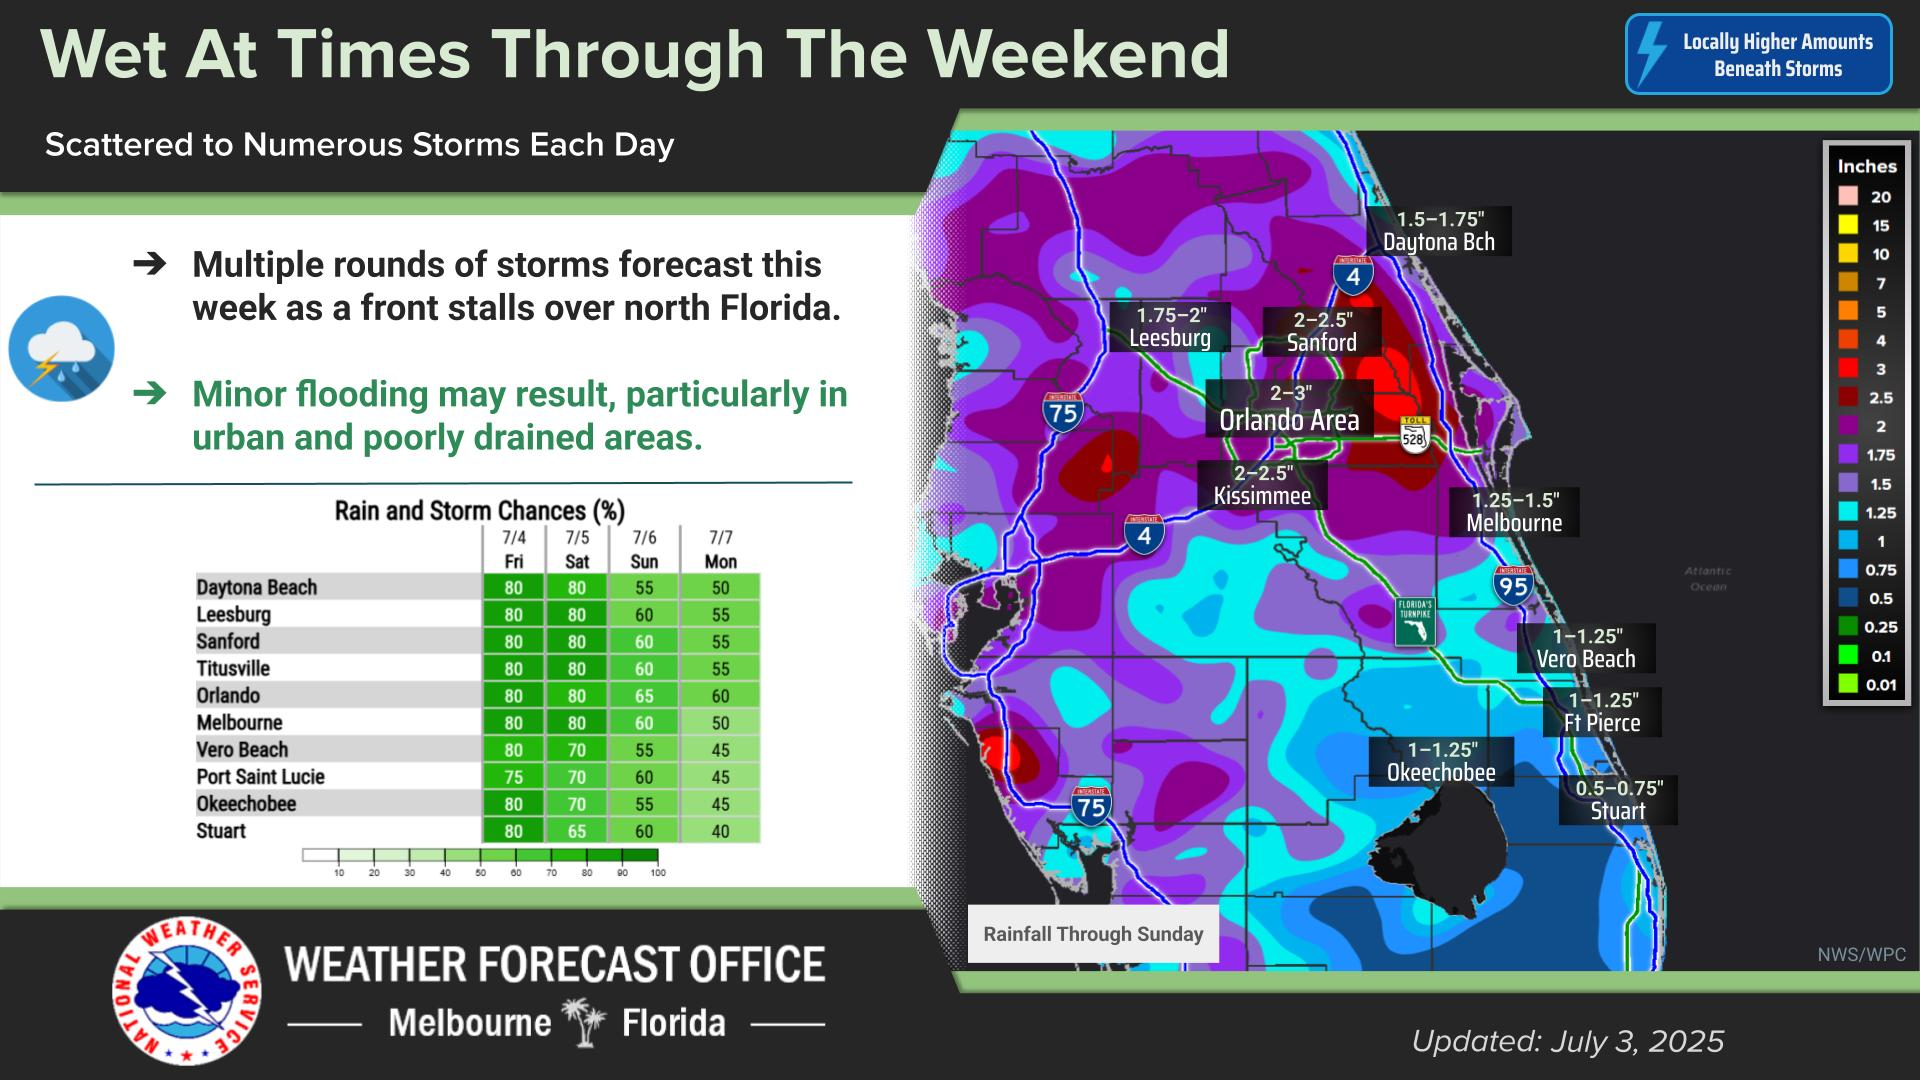 Wet At Times Through The Weekend
Locally Higher Amounts
Beneath Storms
Scattered to Numerous Storms Each Day
➔ Multiple rounds of storms forecast this
week as a front stalls over north Florida.
➔ Minor flooding may result, particularly in
urban and poorly drained areas.
Rain and Storm Chances (%)
7/4 7/5 7/6 7/7
Fri Sat Sun Mon
Daytona Beach 80 80 55 50
Leesburg 80 80 60 55
Sanford 80 80 60 55
Titusville 80 80 60 55
Orlando 80 80 65 60
Melbourne 80 80 60 50
Vero Beach 80 70 55 45
Port Saint Lucie 75 70 60 45
Okeechobee 80 70 55 45
Stuart 80 65 60 40
10 20 30 40 50 60 70 80 90 100
1.5–1.75"
Daytona Bch
INTERSTATE
4
1.75–2"
Leesburg
2–2.5"
Sanford
2–3"
Orlando Area
INTERSTATE
75
TOLL
528
2–2.5"
Kissimmee
1.25–1.5"
Melbourne
INTERSTATE
4
INTERSTATE
95
FLORIDA'S
TURNPIKE
1–1.25"
Vero Beach
1–1.25"
Ft Pierce
1–1.25"
Okeechobee
0.5–0.75"
Stuart
INTERSTATE
75
Atlantic
Ocean
Rainfall Through Sunday
NWS/WPC
Inches
20
15
10
7
5
4
3
2.5
2
1.75
1.5
1.25
1
0.75
0.5
0.25
0.1
0.01
NATIONAL WEATHER SERVICE
WEATHER FORECAST OFFICE
Melbourne Florida
Updated: July 3, 2025